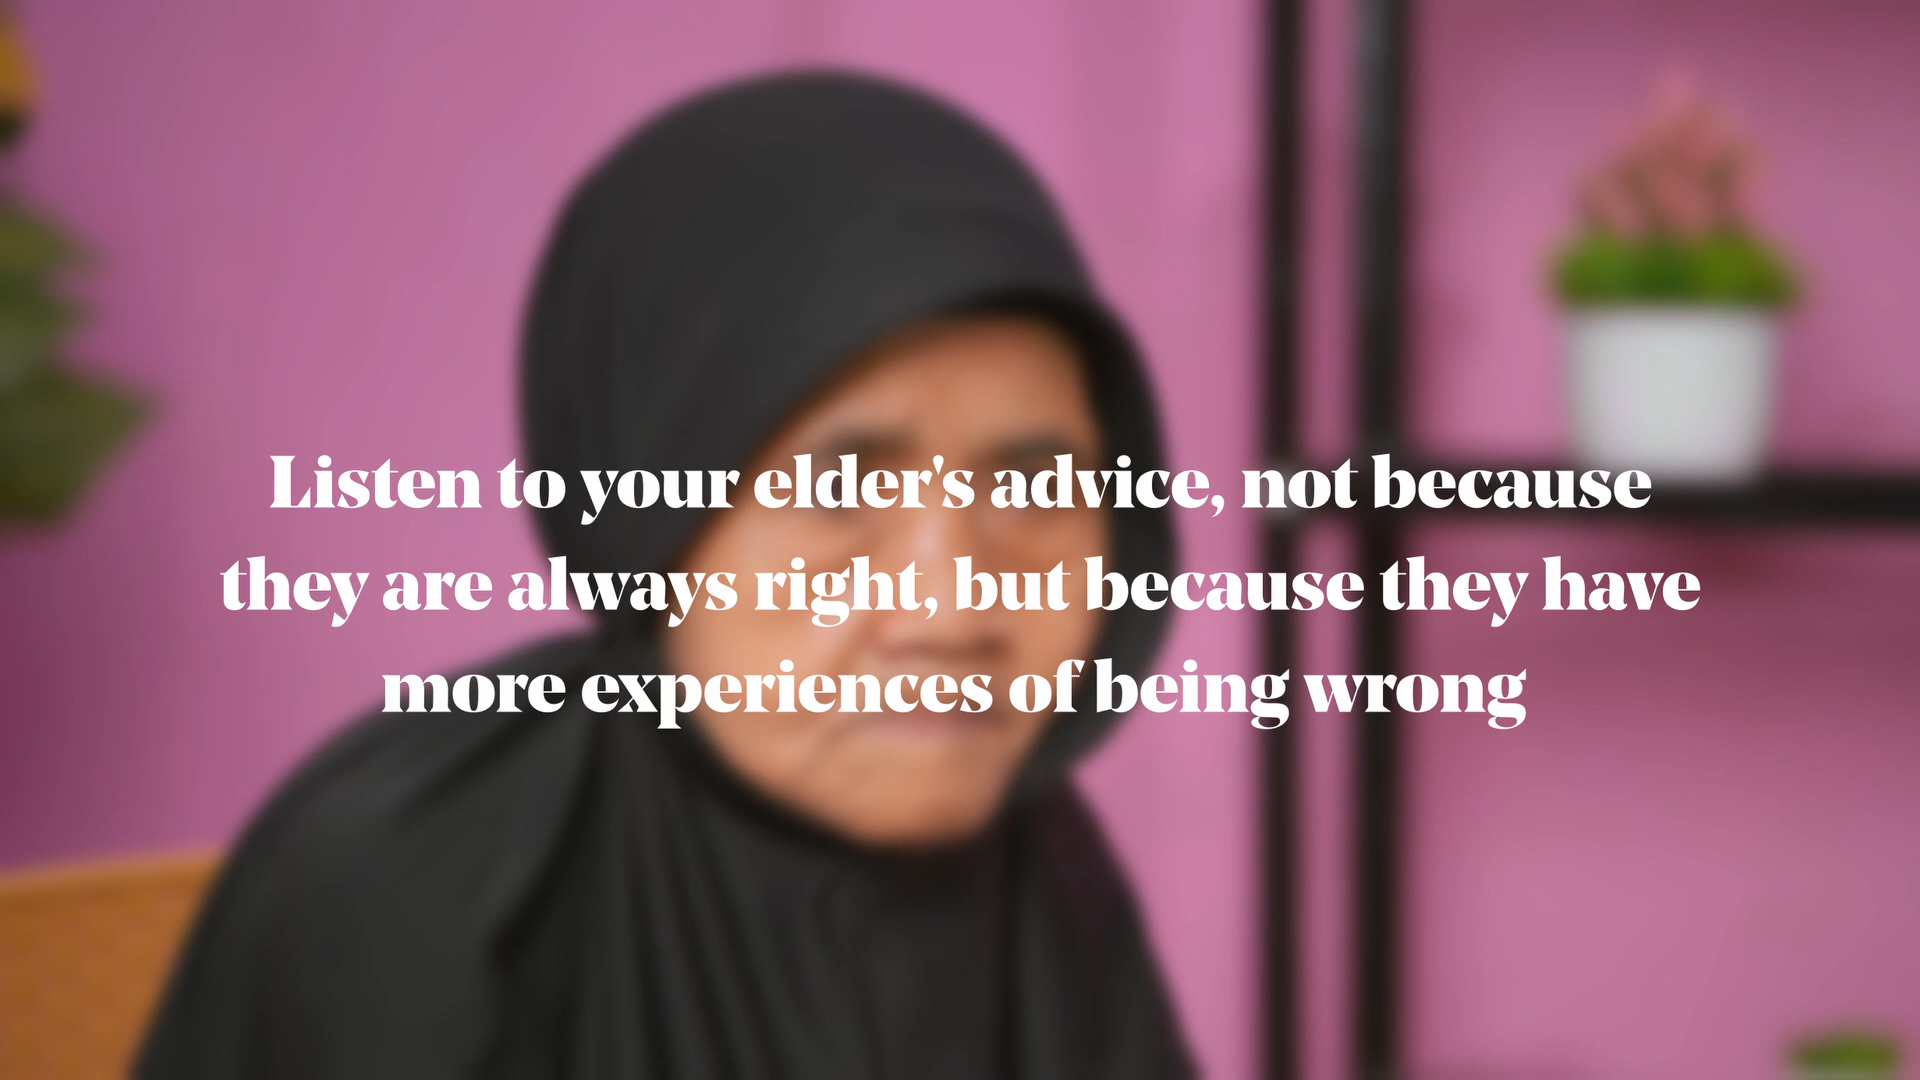 Listen to your elder's advice, not because
they are always right, but because they have
more experiences of being wrong